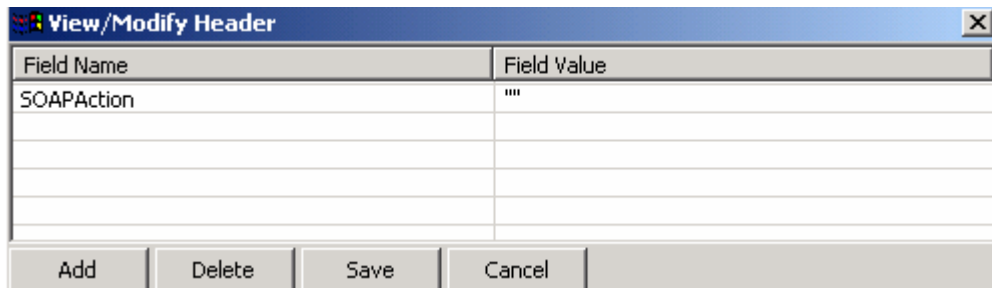 View/Modify Header
Field Name Field Value
SOAPAction ""
Add Delete Save Cancel